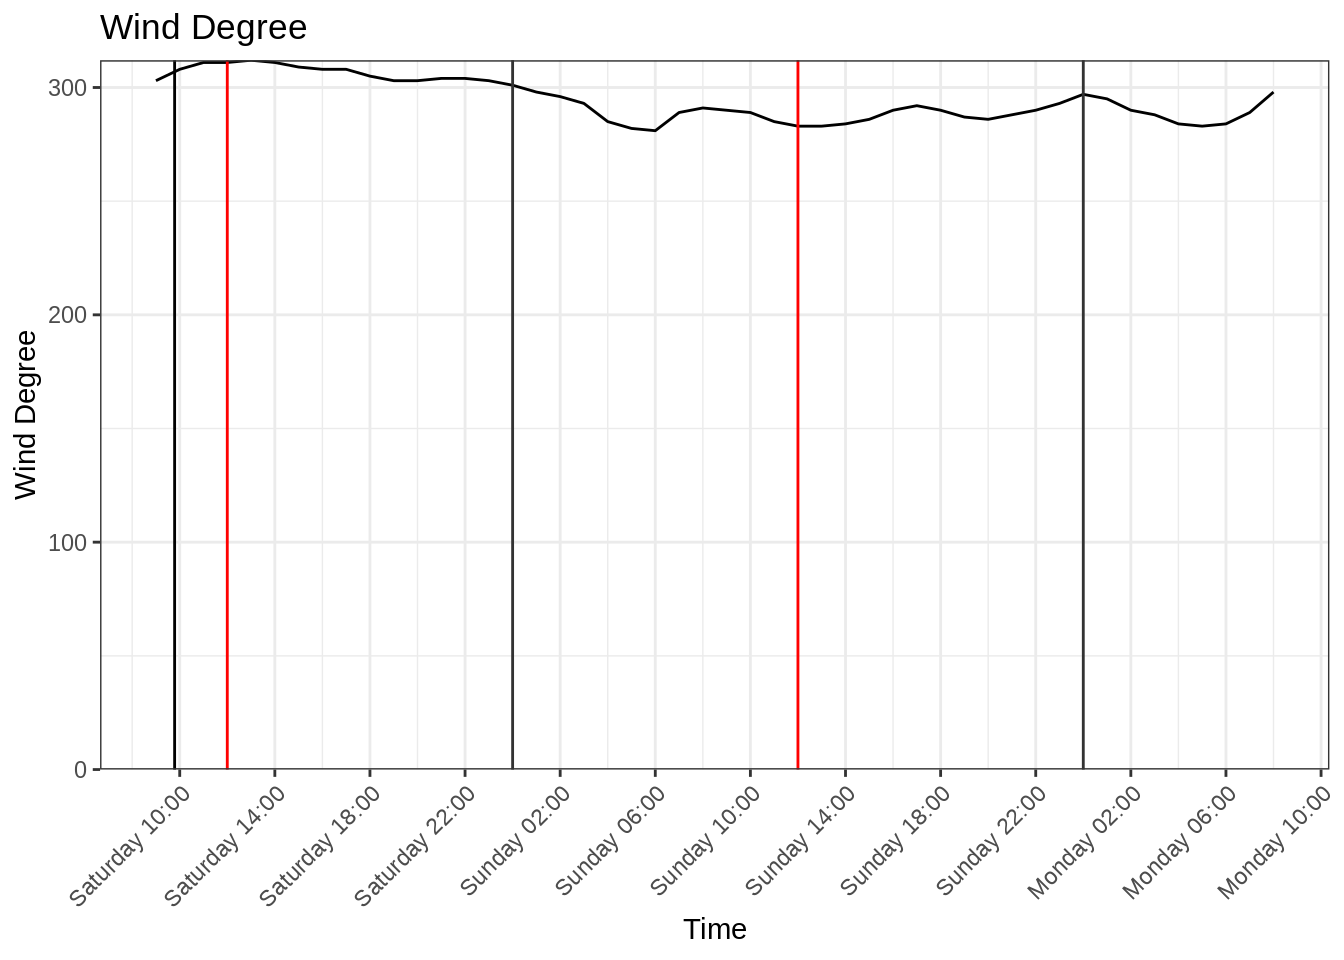 Wind Degree
Wind Degree
300
200
100
0
Saturday 10:00
Saturday 14:00
Saturday 18:00
Saturday 22:00
Sunday 02:00
Sunday 06:00
Sunday 10:00
Sunday 14:00
Sunday 18:00
Sunday 22:00
Monday 02:00
Monday 06:00
Monday 10:00
Time